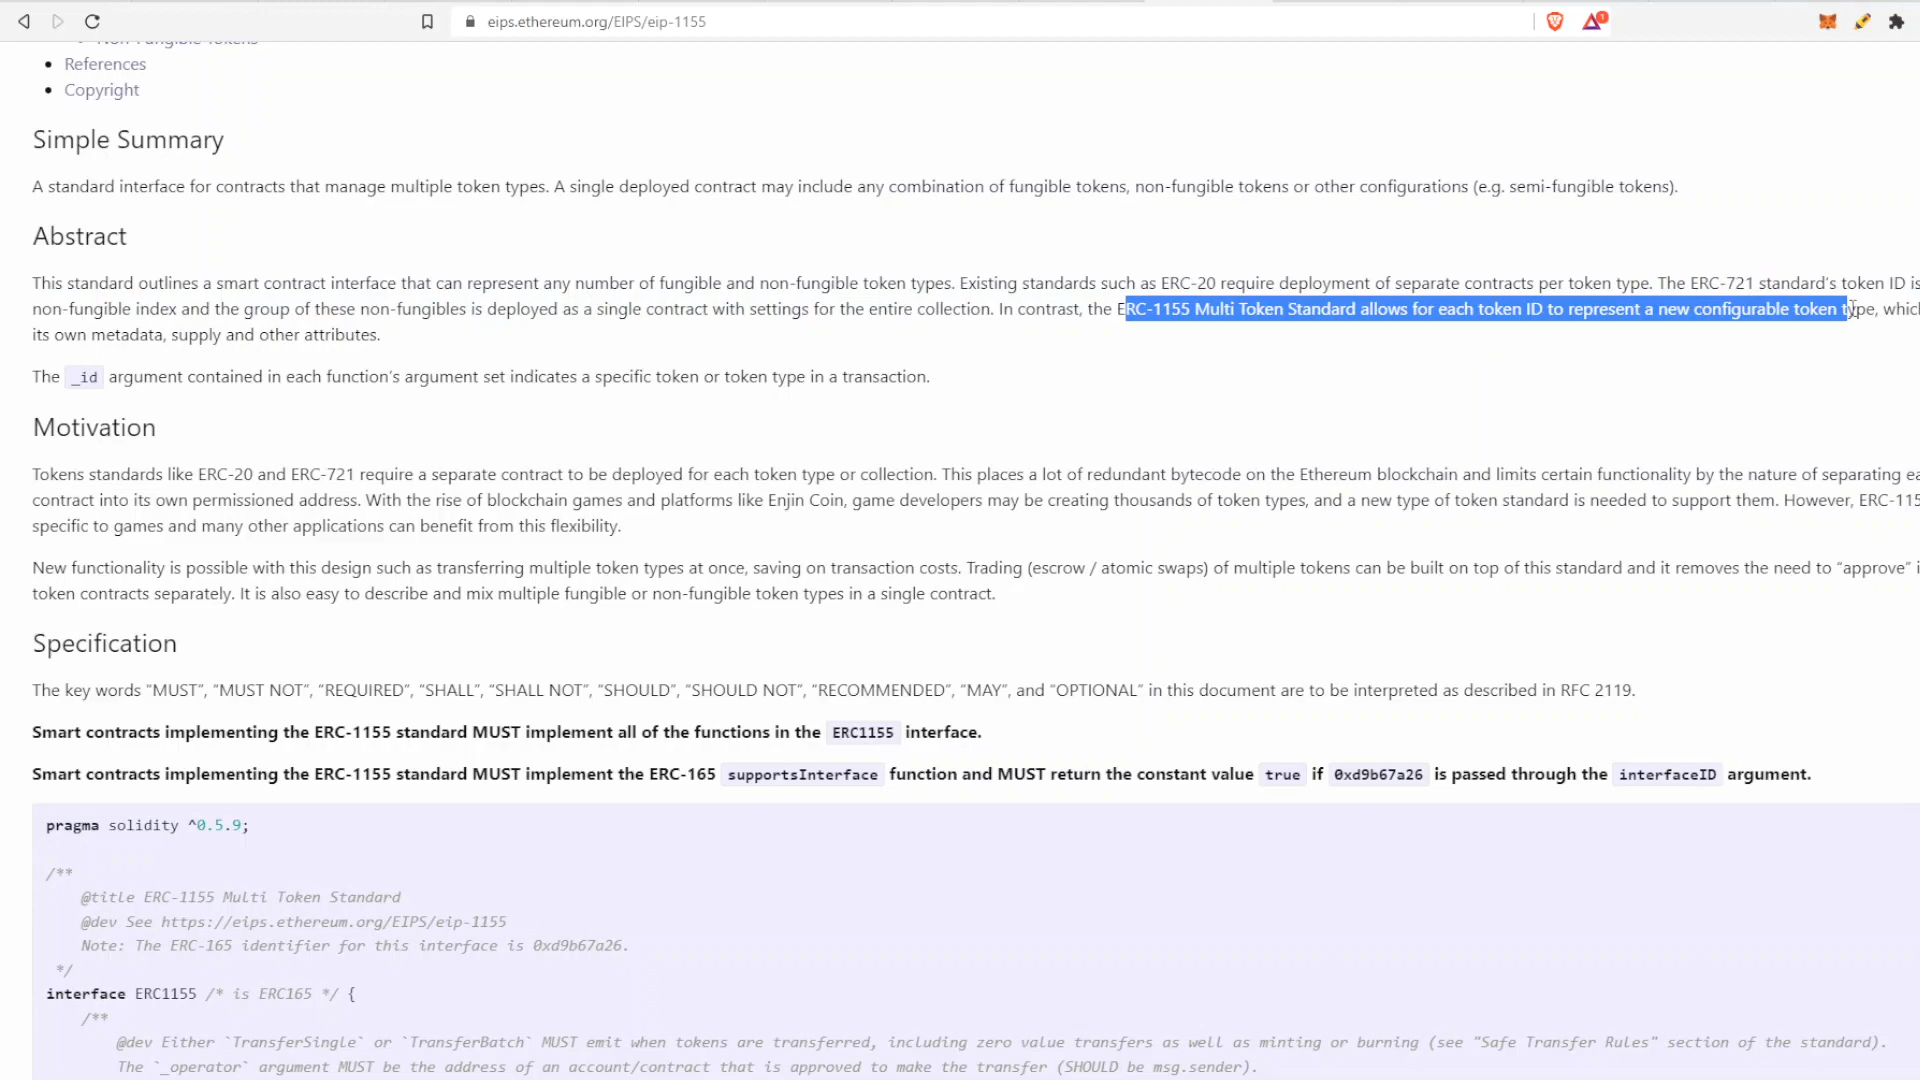 eips.ethereum.org/EIPS/eip-1155
1
Non-Fungible Tokens
References
Copyright
Simple Summary
A standard interface for contracts that manage multiple token types. A single deployed contract may include any combination of fungible tokens, non-fungible tokens or other configurations (e.g. semi-fungible tokens).
Abstract
This standard outlines a smart contract interface that can represent any number of fungible and non-fungible token types. Existing standards such as ERC-20 require deployment of separate contracts per token type. The ERC-721 standard’s token ID is
non-fungible index and the group of these non-fungibles is deployed as a single contract with settings for the entire collection. In contrast, the ERC-1155 Multi Token Standard allows for each token ID to represent a new configurable token type, which
its own metadata, supply and other attributes.
The _id argument contained in each function’s argument set indicates a specific token or token type in a transaction.
Motivation
Tokens standards like ERC-20 and ERC-721 require a separate contract to be deployed for each token type or collection. This places a lot of redundant bytecode on the Ethereum blockchain and limits certain functionality by the nature of separating ea
contract into its own permissioned address. With the rise of blockchain games and platforms like Enjin Coin, game developers may be creating thousands of token types, and a new type of token standard is needed to support them. However, ERC-115
specific to games and many other applications can benefit from this flexibility.
New functionality is possible with this design such as transferring multiple token types at once, saving on transaction costs. Trading (escrow / atomic swaps) of multiple tokens can be built on top of this standard and it removes the need to “approve” i
token contracts separately. It is also easy to describe and mix multiple fungible or non-fungible token types in a single contract.
Specification
The key words “MUST”, “MUST NOT”, “REQUIRED”, “SHALL”, “SHALL NOT”, “SHOULD”, “SHOULD NOT”, “RECOMMENDED”, “MAY”, and “OPTIONAL” in this document are to be interpreted as described in RFC 2119.
Smart contracts implementing the ERC-1155 standard MUST implement all of the functions in the ERC1155 interface.
Smart contracts implementing the ERC-1155 standard MUST implement the ERC-165 supportsInterface function and MUST return the constant value true if 0xd9b67a26 is passed through the interfaceID argument.
pragma solidity ^0.5.9;
/**
@title ERC-1155 Multi Token Standard
@dev See https://eips.ethereum.org/EIPS/eip-1155
Note: The ERC-165 identifier for this interface is 0xd9b67a26.
*/
interface ERC1155 /* is ERC165 */ {
/**
@dev Either `TransferSingle` or `TransferBatch` MUST emit when tokens are transferred, including zero value transfers as well as minting or burning (see "Safe Transfer Rules" section of the standard).
The `_operator` argument MUST be the address of an account/contract that is approved to make the transfer (SHOULD be msg.sender).